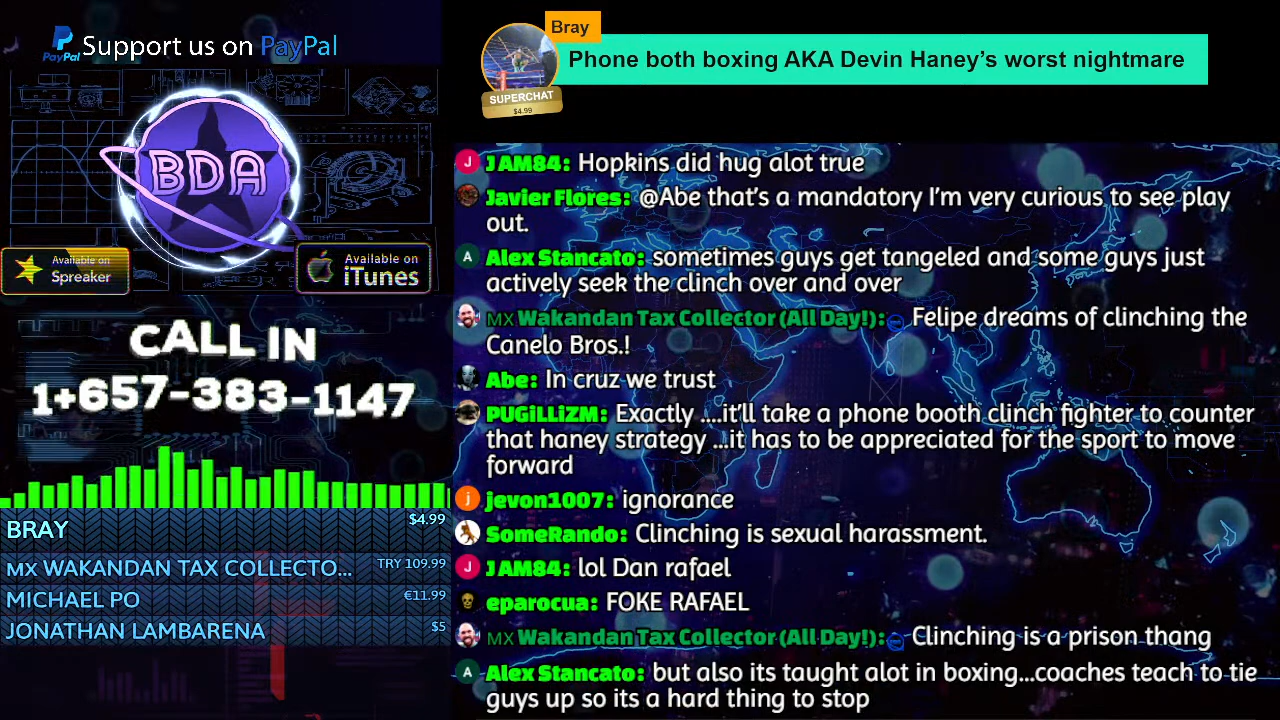 PayPal
Support us on PayPal
BDA
Available on
Spreaker
Available on
iTunes
CALL IN
1+657-383-1147
BRAY $4.99
MX WAKANDAN TAX COLLECTO... TRY 109.99
MICHAEL PO €11.99
JONATHAN LAMBARENA $5
Bray
Phone both boxing AKA Devin Haney's worst nightmare
SUPERCHAT
$4.99
J JAM84: Hopkins did hug alot true
Javier Flores: @Abe that's a mandatory I'm very curious to see play
out.
A Alex Stancato: sometimes guys get tangeled and some guys just
actively seek the clinch over and over
MX Wakandan Tax Collector (All Day!): Felipe dreams of clinching the
Canelo Bros.!
Abe: In cruz we trust
PUGiLLiZM: Exactly ....it'll take a phone booth clinch fighter to counter
that haney strategy ...it has to be appreciated for the sport to move
forward
j jevon1007: ignorance
SomeRando: Clinching is sexual harassment.
J JAM84: lol Dan rafael
eparocua: FOKE RAFAEL
MX Wakandan Tax Collector (All Day!): Clinching is a prison thang
A Alex Stancato: but also its taught alot in boxing...coaches teach to tie
guys up so its a hard thing to stop